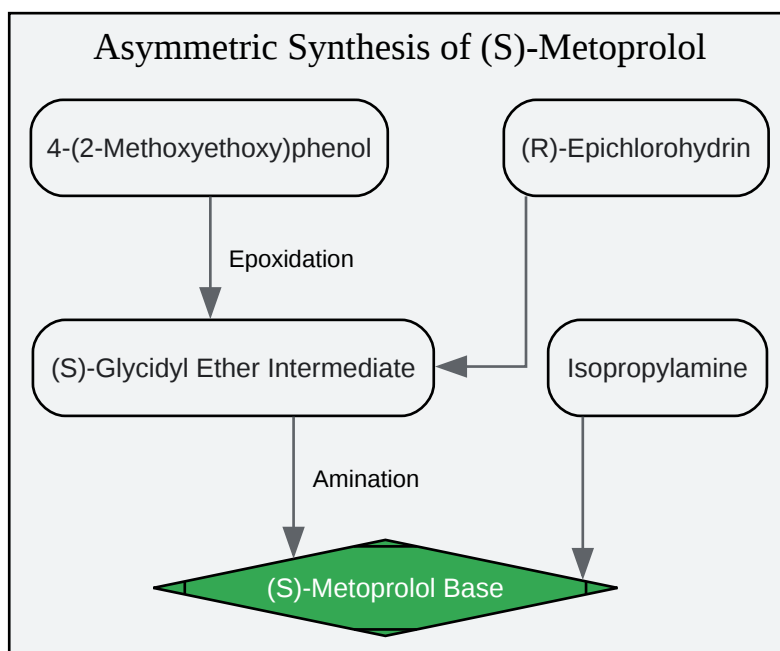 Asymmetric Synthesis of (S)-Metoprolol
4-(2-Methoxyethoxy)phenol
(R)-Epichlorohydrin
Epoxidation
(S)-Glycidyl Ether Intermediate
Isopropylamine
Amination
(S)-Metoprolol Base